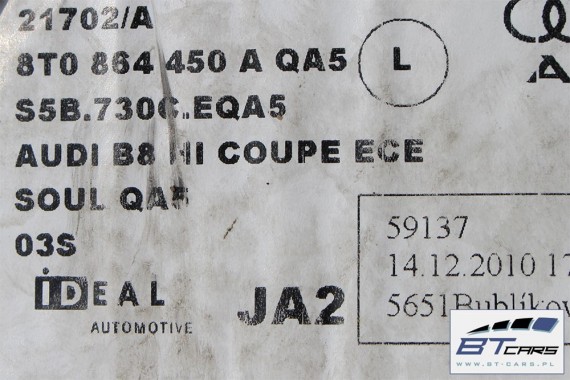 21702/A
8T0 864 450 A QA5
L
S5B.730C.EQA5
AUDI B8 HI COUPE ECE
SOUL QA5
03S
59137
14.12.2010 17
5651Bublíkov
iDEAL
AUTOMOTIVE
JA2
BTCARS
WWW.BT-CARS.PL